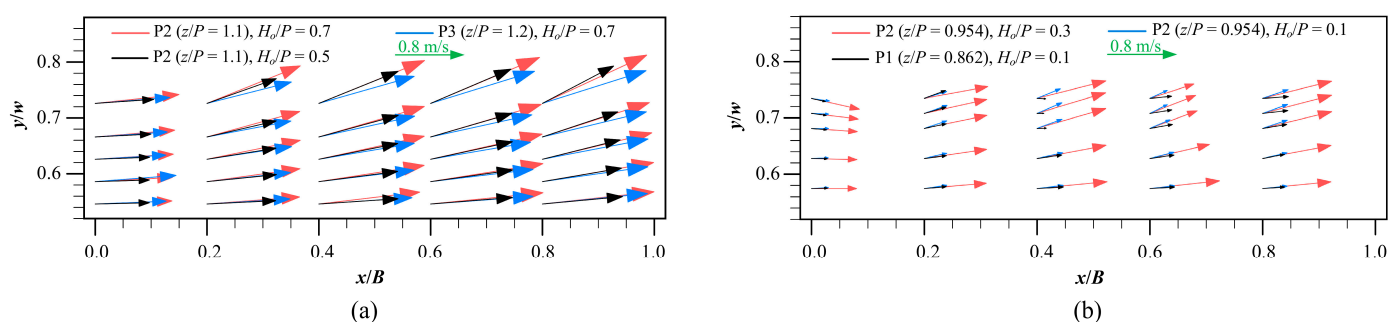 P2 (z/P = 1.1), Ho/P = 0.7
P3 (z/P = 1.2), Ho/P = 0.7
P2 (z/P = 1.1), Ho/P = 0.5
0.8 m/s
0.8
0.7
0.6
y/w
0.0 0.2 0.4 0.6 0.8 1.0
x/B
(a)
P2 (z/P = 0.954), Ho/P = 0.3
P2 (z/P = 0.954), Ho/P = 0.1
P1 (z/P = 0.862), Ho/P = 0.1
0.8 m/s
0.8
0.7
0.6
y/w
0.0 0.2 0.4 0.6 0.8 1.0
x/B
(b)